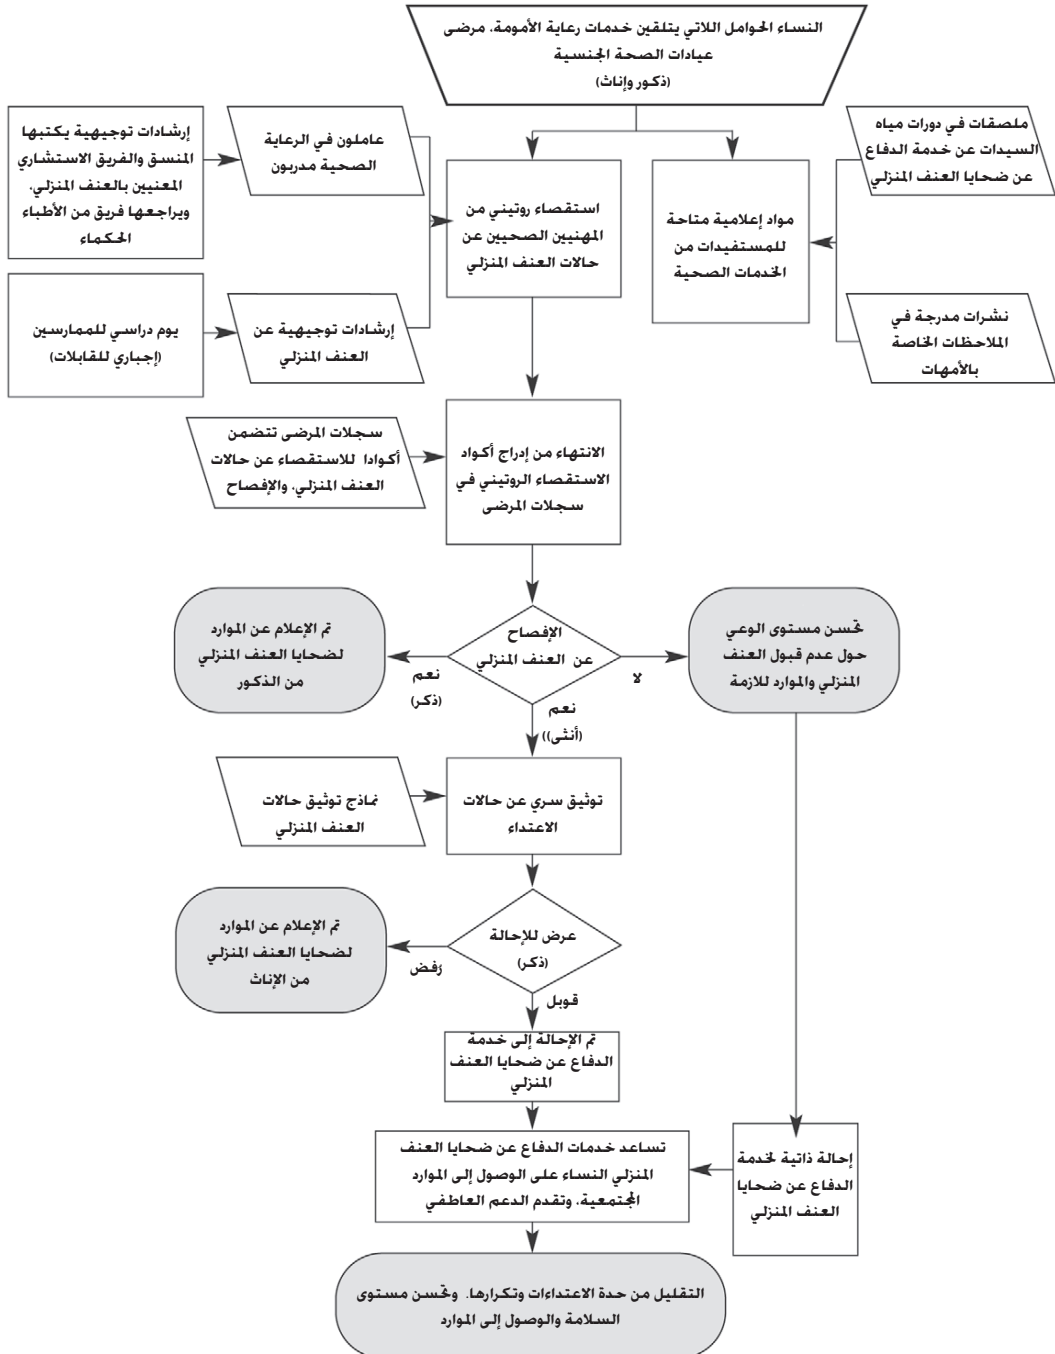 النساء الحوامل اللاتي يتلقين خدمات رعاية الأمومة، مرضى
عيادات الصحة الجنسية
(ذكور وإناث)
ملصقات في دورات مياه
السيدات عن خدمة الدفاع
عن ضحايا العنف المنزلي
نشرات مدرجة في
الملاحظات الخاصة
بالأمهات
مواد إعلامية متاحة
للمستفيدات من
الخدمات الصحية
استقصاء روتيني من
المهنيين الصحيين عن
حالات العنف المنزلي
عاملون في الرعاية
الصحية مدربون
إرشادات توجيهية يكتبها
المنسق والفريق الاستشاري
المعنيين بالعنف المنزلي،
ويراجعها فريق من الأطباء
الحكماء
إرشادات توجيهية عن
العنف المنزلي
يوم دراسي للممارسين
(إجباري للقابلات)
الانتهاء من إدراج أكواد
الاستقصاء الروتيني في
سجلات المرضى
سجلات المرضى تتضمن
أكوادا للاستقصاء عن حالات
العنف المنزلي، والإفصاح
الإفصاح
عن العنف المنزلي
لا
تحسن مستوى الوعي
حول عدم قبول العنف
المنزلي والموارد للازمة
نعم
(ذكر)
تم الإعلام عن الموارد
لضحايا العنف المنزلي
من الذكور
نعم
(أنثى))
توثيق سري عن حالات
الاعتداء
نماذج توثيق حالات
العنف المنزلي
عرض للإحالة
(ذكر)
رَفض
تم الإعلام عن الموارد
لضحايا العنف المنزلي
من الإناث
قوبل
تم الإحالة إلى خدمة
الدفاع عن ضحايا العنف
المنزلي
إحالة ذاتية لخدمة
الدفاع عن ضحايا
العنف المنزلي
تساعد خدمات الدفاع عن ضحايا العنف
المنزلي النساء على الوصول إلى الموارد
المجتمعية، وتقدم الدعم العاطفي
التقليل من حدة الاعتداءات وتكرارها، وتحسن مستوى
السلامة والوصول إلى الموارد